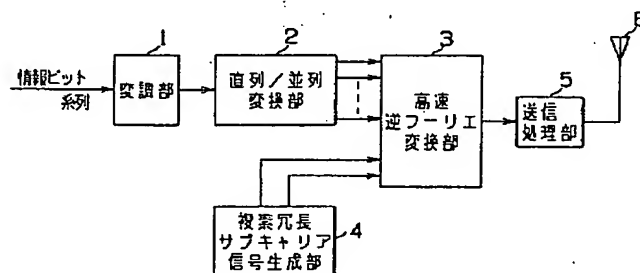 1
2
3
6
情報ビット
系列
変調部
直列/並列
変換部
高速
逆フーリエ
変換部
5
送信
処理部
複素冗長
サブキャリア
信号生成部
4